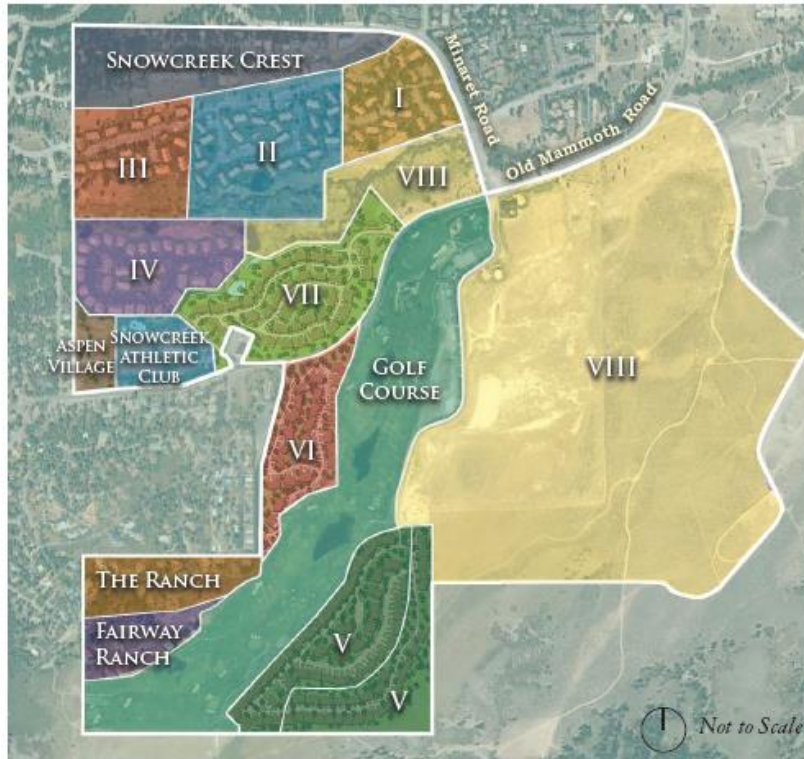 SNOWCREEK CREST
I
Minaret Road
Old Mammoth Road
III
II
VIII
IV
VII
ASPEN
VILLAGE
SNOWCREEK
ATHLETIC
CLUB
GOLF
COURSE
VIII
VI
THE RANCH
FAIRWAY
RANCH
V
V
Not to Scale